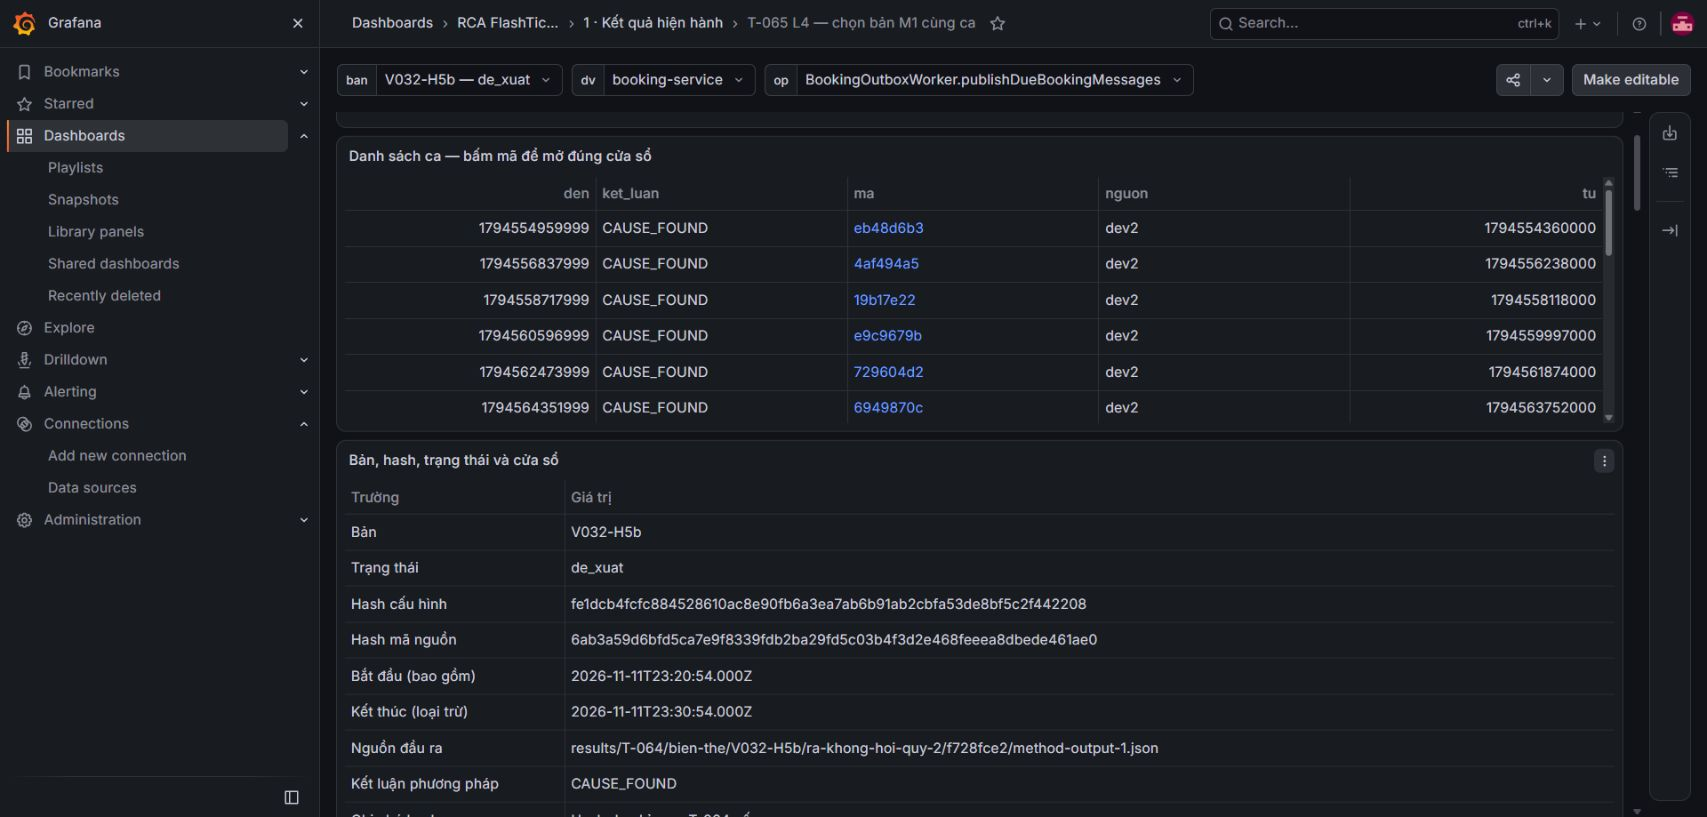 Grafana
Dashboards › RCA FlashTic... › 1 · Kết quả hiện hành › T-065 L4 — chọn bản M1 cùng ca
Search... ctrl+k
Bookmarks
Starred
Dashboards
Playlists
Snapshots
Library panels
Shared dashboards
Recently deleted
Explore
Drilldown
Alerting
Connections
Add new connection
Data sources
Administration
ban V032-H5b — de_xuat dv booking-service op BookingOutboxWorker.publishDueBookingMessages Make editable
Danh sách ca — bấm mã để mở đúng cửa sổ
den ket_luan ma nguon tu
1794554959999 CAUSE_FOUND eb48d6b3 dev2 1794554360000
1794556837999 CAUSE_FOUND 4af494a5 dev2 1794556238000
1794558717999 CAUSE_FOUND 19b17e22 dev2 1794558118000
1794560596999 CAUSE_FOUND e9c9679b dev2 1794559997000
1794562473999 CAUSE_FOUND 729604d2 dev2 1794561874000
1794564351999 CAUSE_FOUND 6949870c dev2 1794563752000
Bản, hash, trạng thái và cửa sổ
Trường Giá trị
Bản V032-H5b
Trạng thái de_xuat
Hash cấu hình fe1dcb4fcfc884528610ac8e90fb6a3ea7ab6b91ab2cbfa53de8bf5c2f442208
Hash mã nguồn 6ab3a59d6bfd5ca7e9f8339fdb2ba29fd5c03b4f3d2e468feeea8dbede461ae0
Bắt đầu (bao gồm) 2026-11-11T23:20:54.000Z
Kết thúc (loại trừ) 2026-11-11T23:30:54.000Z
Nguồn đầu ra results/T-064/bien-the/V032-H5b/ra-khong-hoi-quy-2/f728fce2/method-output-1.json
Kết luận phương pháp CAUSE_FOUND